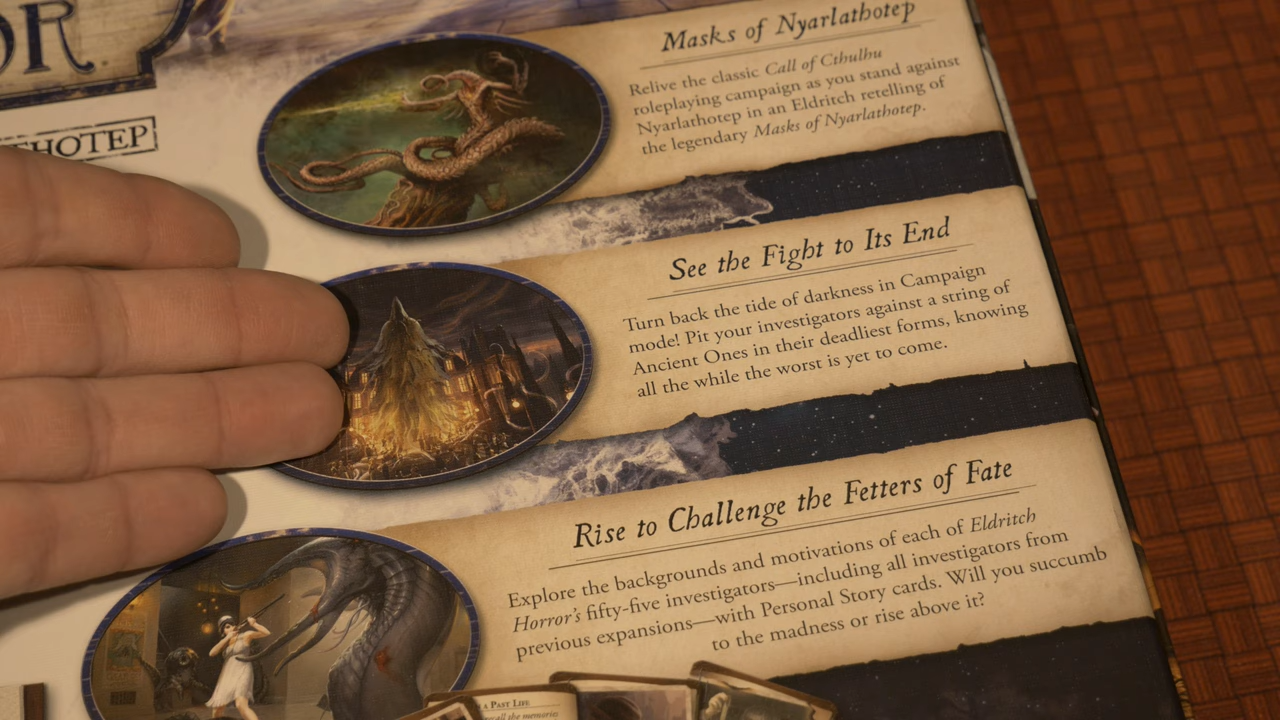 OR
THOTEP
Masks of Nyarlathotep
Relive the classic Call of Cthulhu
roleplaying campaign as you stand against
Nyarlathotep in an Eldritch retelling of
the legendary Masks of Nyarlathotep.
See the Fight to Its End
Turn back the tide of darkness in Campaign
mode! Pit your investigators against a string of
Ancient Ones in their deadliest forms, knowing
all the while the worst is yet to come.
Rise to Challenge the Fetters of Fate
Explore the backgrounds and motivations of each of Eldritch
Horror's fifty-five investigators—including all investigators from
previous expansions—with Personal Story cards. Will you succumb
to the madness or rise above it?
a Past Life
all the memories